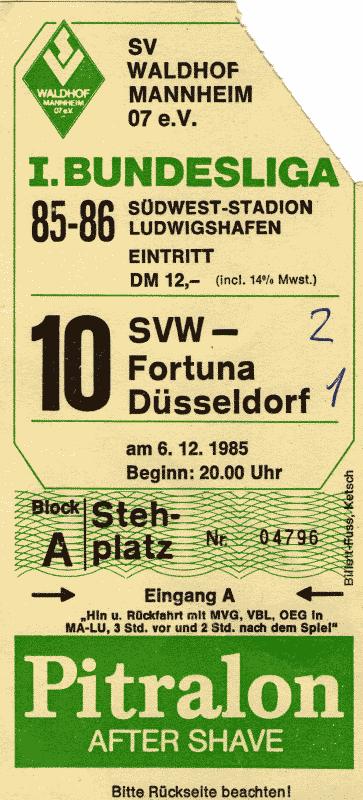 WALDHOF
MANNHEIM
07 e.V.
SV
WALDHOF
MANNHEIM
07 e.V.
I. BUNDESLIGA
85-86 SÜDWEST-STADION
LUDWIGSHAFEN
EINTRITT
DM 12,– (incl. 14% Mwst.)
10 SVW – 2
Fortuna
Düsseldorf 1
am 6. 12. 1985
Beginn: 20.00 Uhr
Block A Steh-
platz Nr. 04796
Billett-Fuss, Ketsch
→ Eingang A ←
„Hin u. Rückfahrt mit MVG, VBL, OEG in
MA-LU, 3 Std. vor und 2 Std. nach dem Spiel"
Pitralon
AFTER SHAVE
Bitte Rückseite beachten!